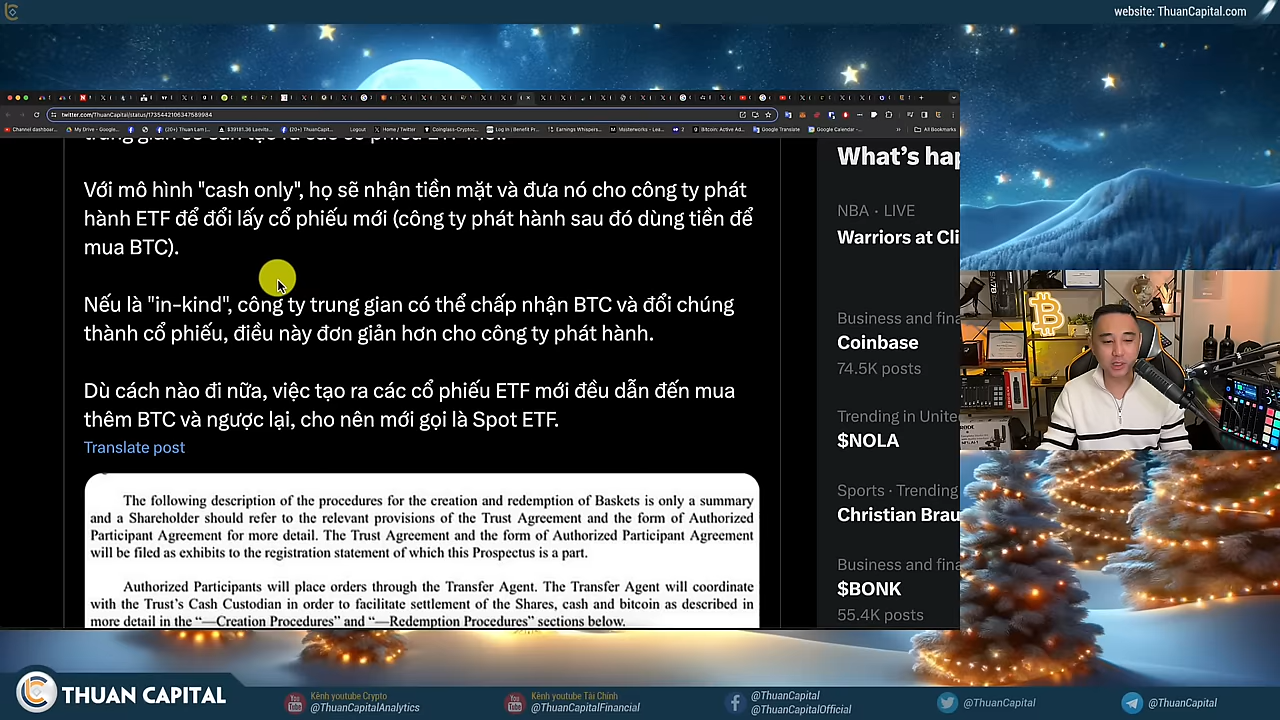 website: ThuanCapital.com
twitter.com/ThuanCapital/status/1735442106347589984
Với mô hình "cash only", họ sẽ nhận tiền mặt và đưa nó cho công ty phát
hành ETF để đổi lấy cổ phiếu mới (công ty phát hành sau đó dùng tiền để
mua BTC).
Nếu là "in-kind", công ty trung gian có thể chấp nhận BTC và đổi chúng
thành cổ phiếu, điều này đơn giản hơn cho công ty phát hành.
Dù cách nào đi nữa, việc tạo ra các cổ phiếu ETF mới đều dẫn đến mua
thêm BTC và ngược lại, cho nên mới gọi là Spot ETF.
Translate post
The following description of the procedures for the creation and redemption of Baskets is only a summary
and a Shareholder should refer to the relevant provisions of the Trust Agreement and the form of Authorized
Participant Agreement for more detail. The Trust Agreement and the form of Authorized Participant Agreement
will be filed as exhibits to the registration statement of which this Prospectus is a part.
Authorized Participants will place orders through the Transfer Agent. The Transfer Agent will coordinate
with the Trust's Cash Custodian in order to facilitate settlement of the Shares, cash and bitcoin as described in
more detail in the "—Creation Procedures" and "—Redemption Procedures" sections below.
What's hap
NBA · LIVE
Warriors at Cli
Business and fina
Coinbase
74.5K posts
Trending in Unite
$NOLA
Sports · Trending
Christian Brau
Business and fina
$BONK
55.4K posts
THUAN CAPITAL
Kênh youtube Crypto
@ThuanCapitalAnalytics
Kênh youtube Tài Chính
@ThuanCapitalFinancial
@ThuanCapital
@ThuanCapitalOfficial
@ThuanCapital
@ThuanCapital